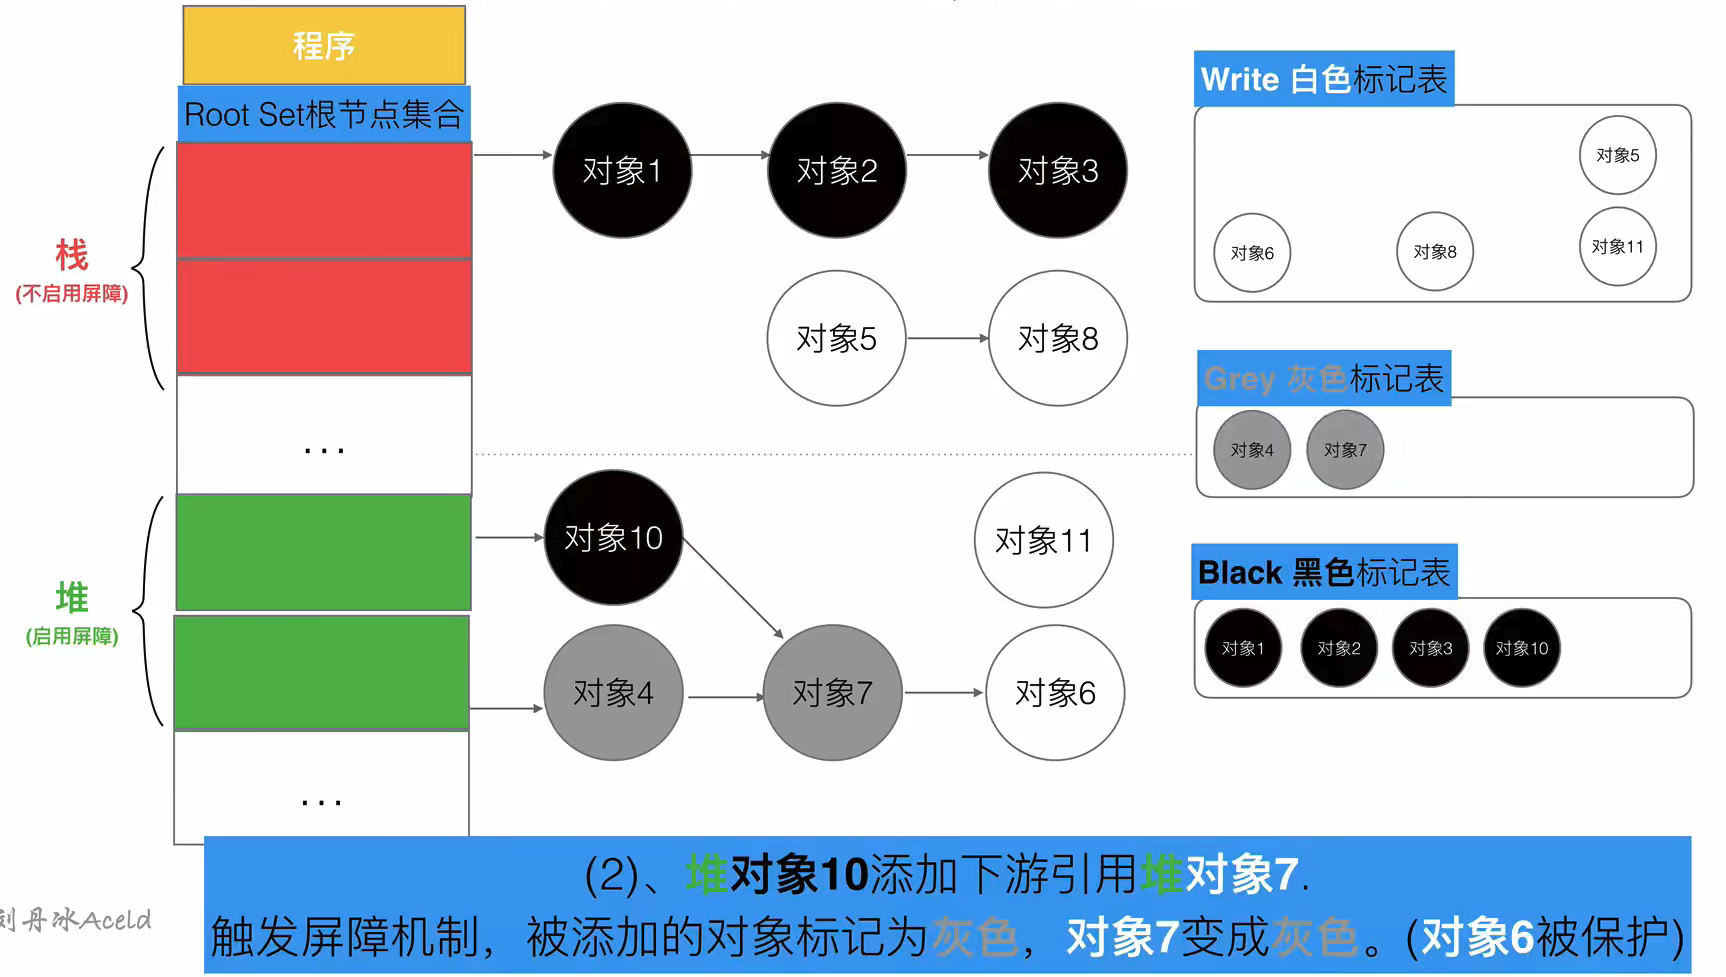 程序
Root Set根节点集合
栈
(不启用屏障)
...
堆
(启用屏障)
...
对象1
对象2
对象3
对象5
对象8
对象10
对象11
对象4
对象7
对象6
Write 白色标记表
对象5
对象6
对象8
对象11
Grey 灰色标记表
对象4
对象7
Black 黑色标记表
对象1
对象2
对象3
对象10
(2)、堆对象10添加下游引用堆对象7.
触发屏障机制，被添加的对象标记为灰色，对象7变成灰色。(对象6被保护)
刘丹冰Aceld